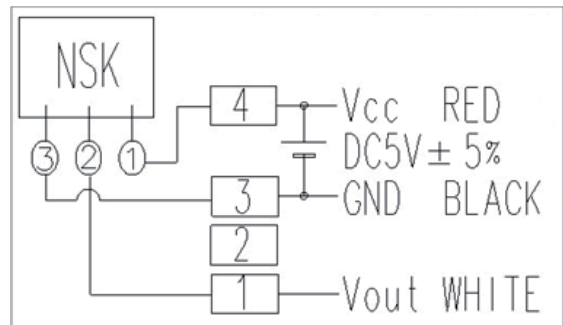 NSK
3 2 1
4 Vcc RED
DC5V± 5%
3 GND BLACK
2
1 Vout WHITE